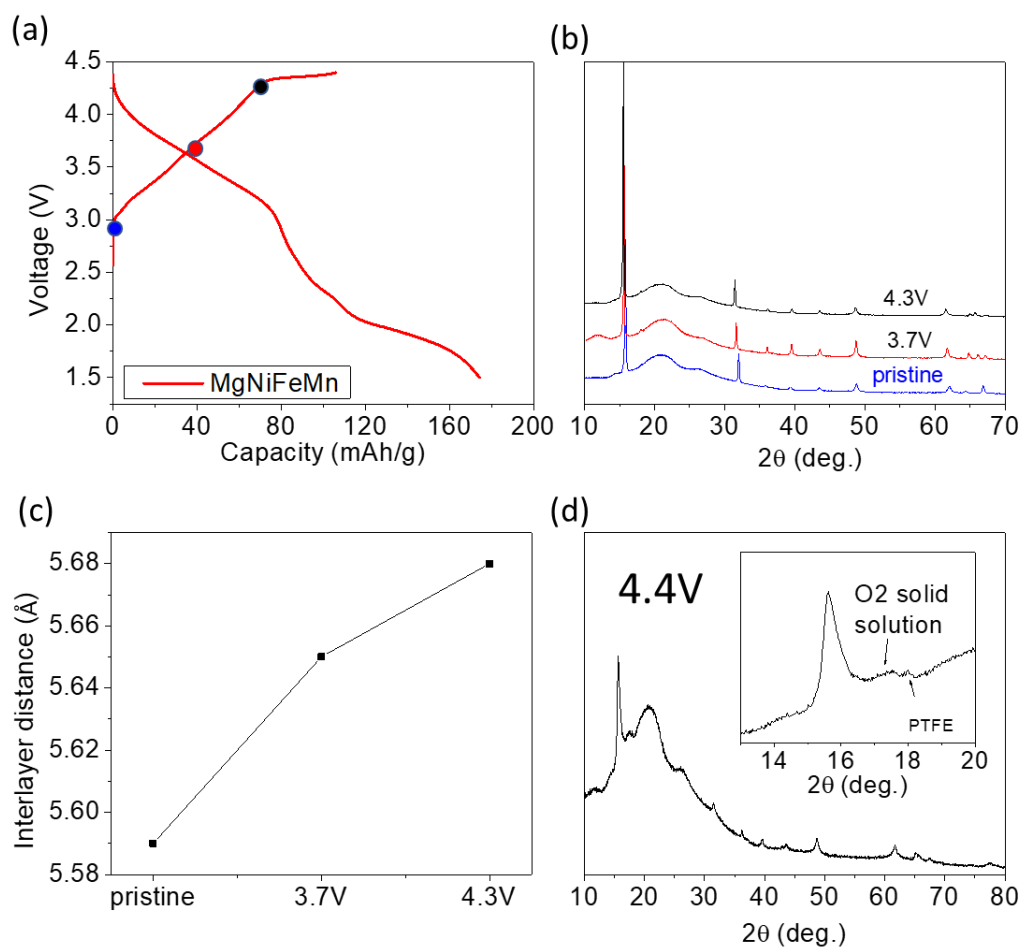 (a)
4.5
4.0
3.5
3.0
2.5
2.0
1.5
Voltage (V)
MgNiFeMn
0 40 80 120 160 200
Capacity (mAh/g)
(b)
4.3V
3.7V
pristine
10 20 30 40 50 60 70
2θ (deg.)
(c)
5.68
5.66
5.64
5.62
5.60
5.58
Interlayer distance (Å)
pristine 3.7V 4.3V
(d)
4.4V
O2 solid
solution
PTFE
14 16 18 20
2θ (deg.)
10 20 30 40 50 60 70 80
2θ (deg.)